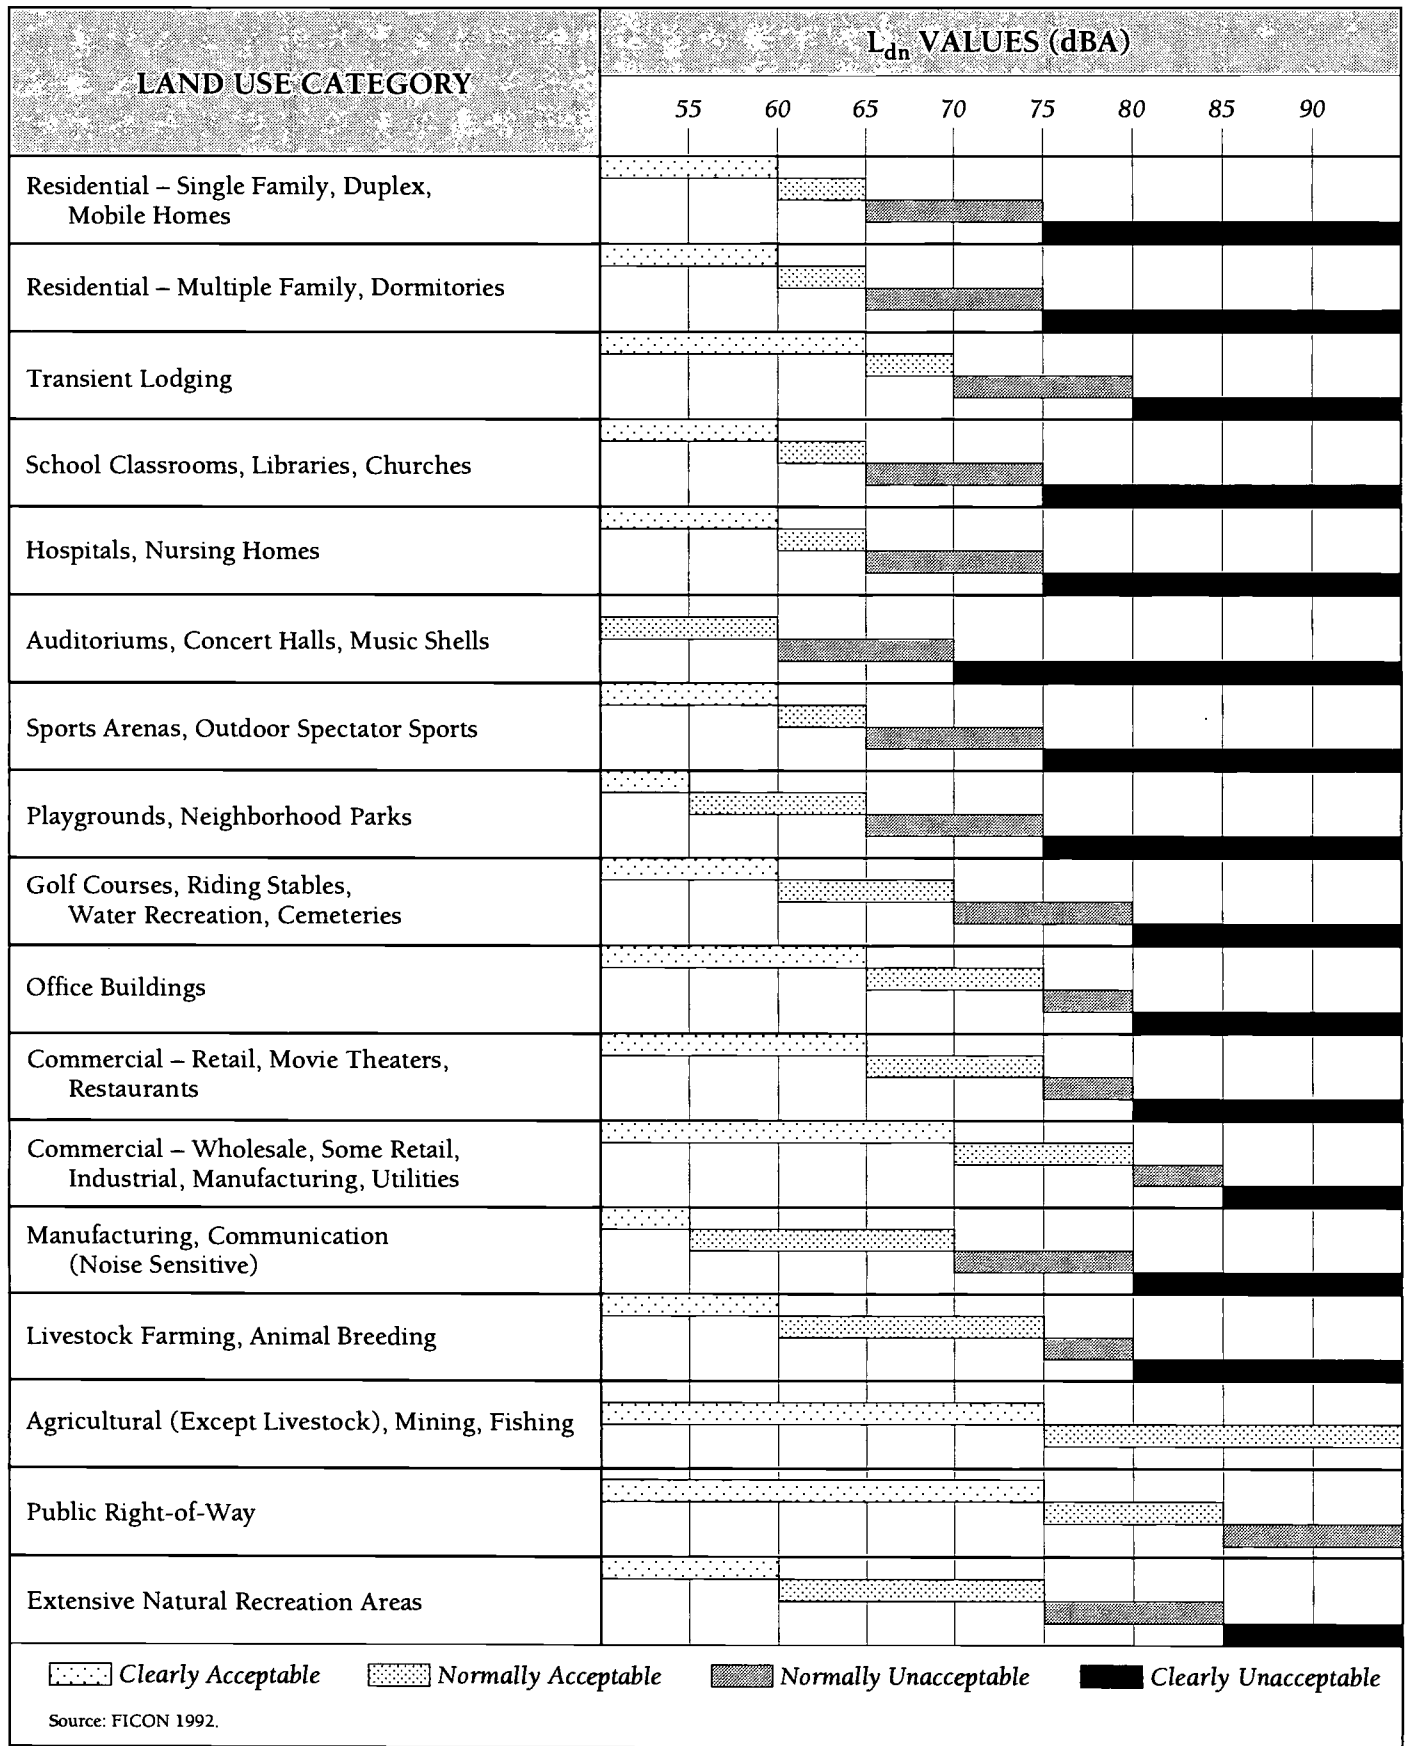 LAND USE CATEGORY
L_dn VALUES (dBA)
55 60 65 70 75 80 85 90
Residential – Single Family, Duplex,
Mobile Homes
Residential – Multiple Family, Dormitories
Transient Lodging
School Classrooms, Libraries, Churches
Hospitals, Nursing Homes
Auditoriums, Concert Halls, Music Shells
Sports Arenas, Outdoor Spectator Sports
Playgrounds, Neighborhood Parks
Golf Courses, Riding Stables,
Water Recreation, Cemeteries
Office Buildings
Commercial – Retail, Movie Theaters,
Restaurants
Commercial – Wholesale, Some Retail,
Industrial, Manufacturing, Utilities
Manufacturing, Communication
(Noise Sensitive)
Livestock Farming, Animal Breeding
Agricultural (Except Livestock), Mining, Fishing
Public Right-of-Way
Extensive Natural Recreation Areas
Clearly Acceptable Normally Acceptable Normally Unacceptable Clearly Unacceptable
Source: FICON 1992.